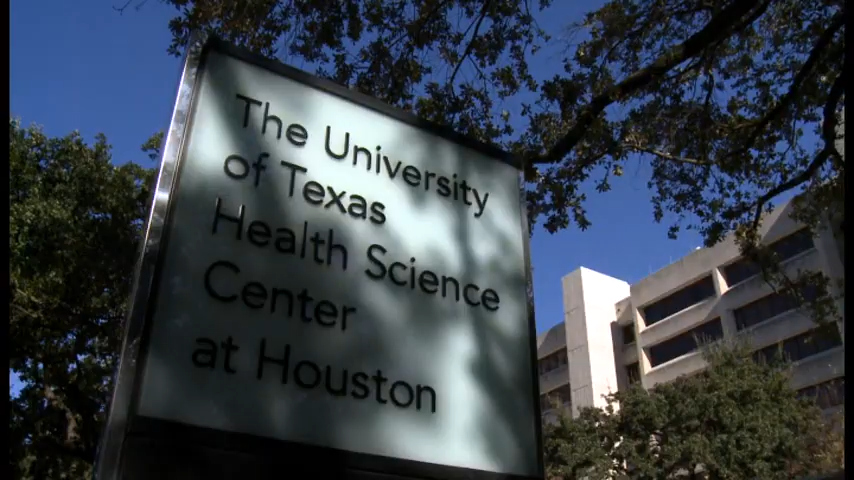 The University
of Texas
Health Science
Center
at Houston